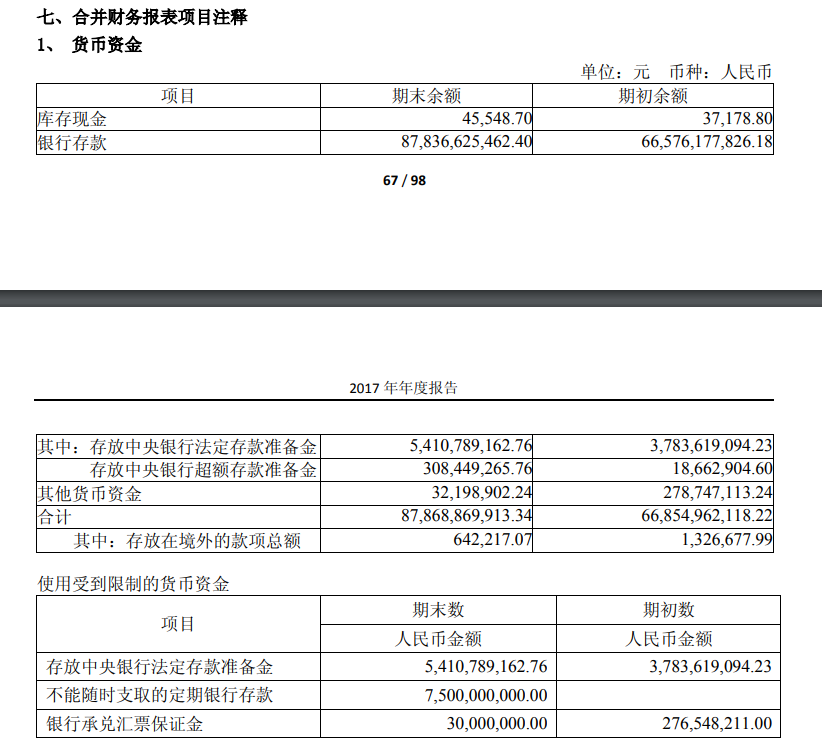 七、合并财务报表项目注释
1、 货币资金
单位：元 币种：人民币
项目 期末余额 期初余额
库存现金 45,548.70 37,178.80
银行存款 87,836,625,462.40 66,576,177,826.18
67 / 98
2017 年年度报告
其中：存放中央银行法定存款准备金 5,410,789,162.76 3,783,619,094.23
存放中央银行超额存款准备金 308,449,265.76 18,662,904.60
其他货币资金 32,198,902.24 278,747,113.24
合计 87,868,869,913.34 66,854,962,118.22
其中：存放在境外的款项总额 642,217.07 1,326,677.99
使用受到限制的货币资金
项目 期末数 期初数
人民币金额 人民币金额
存放中央银行法定存款准备金 5,410,789,162.76 3,783,619,094.23
不能随时支取的定期银行存款 7,500,000,000.00
银行承兑汇票保证金 30,000,000.00 276,548,211.00